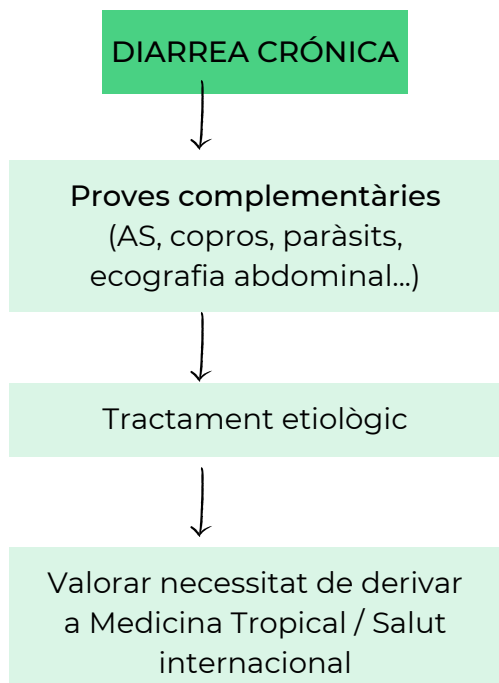 DIARREA CRÓNICA
Proves complementàries
(AS, copros, paràsits,
ecografia abdominal...)
Tractament etiològic
Valorar necessitat de derivar
a Medicina Tropical / Salut
internacional